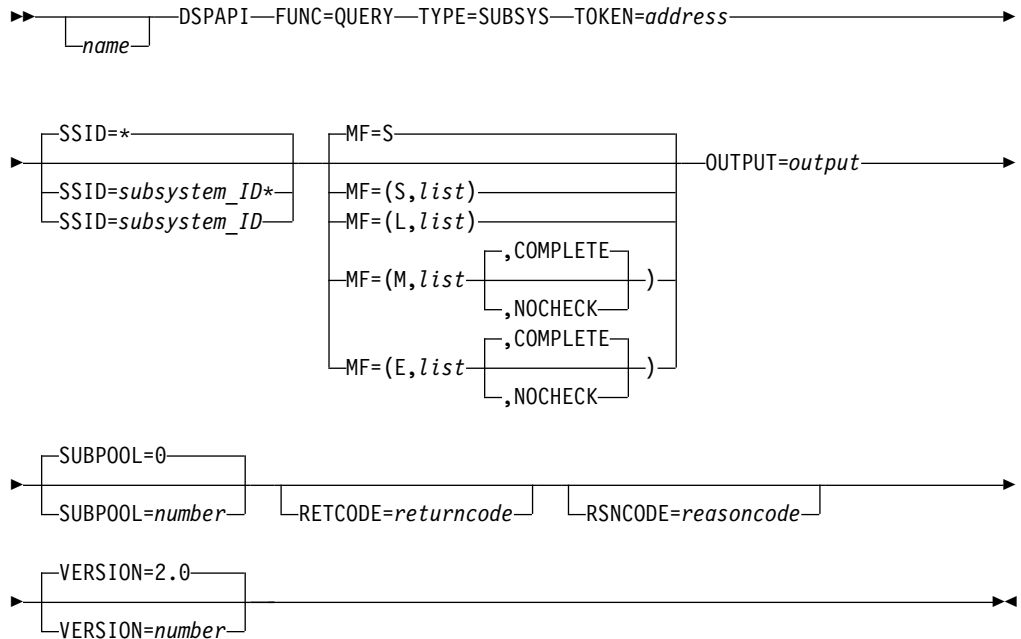 DSPAPI FUNC=QUERY TYPE=SUBSYS TOKEN=address
name
SSID=*
SSID=subsystem_ID*
SSID=subsystem_ID
MF=S
MF=(S,list)
MF=(L,list)
MF=(M,list ,COMPLETE )
,NOCHECK
MF=(E,list ,COMPLETE )
,NOCHECK
OUTPUT=output
SUBPOOL=0
SUBPOOL=number
RETCODE=returncode
RSNCODE=reasoncode
VERSION=2.0
VERSION=number